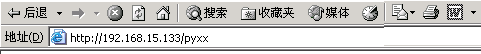 后退 搜索 收藏夹 媒体
地址(D) http://192.168.15.133/pyxx